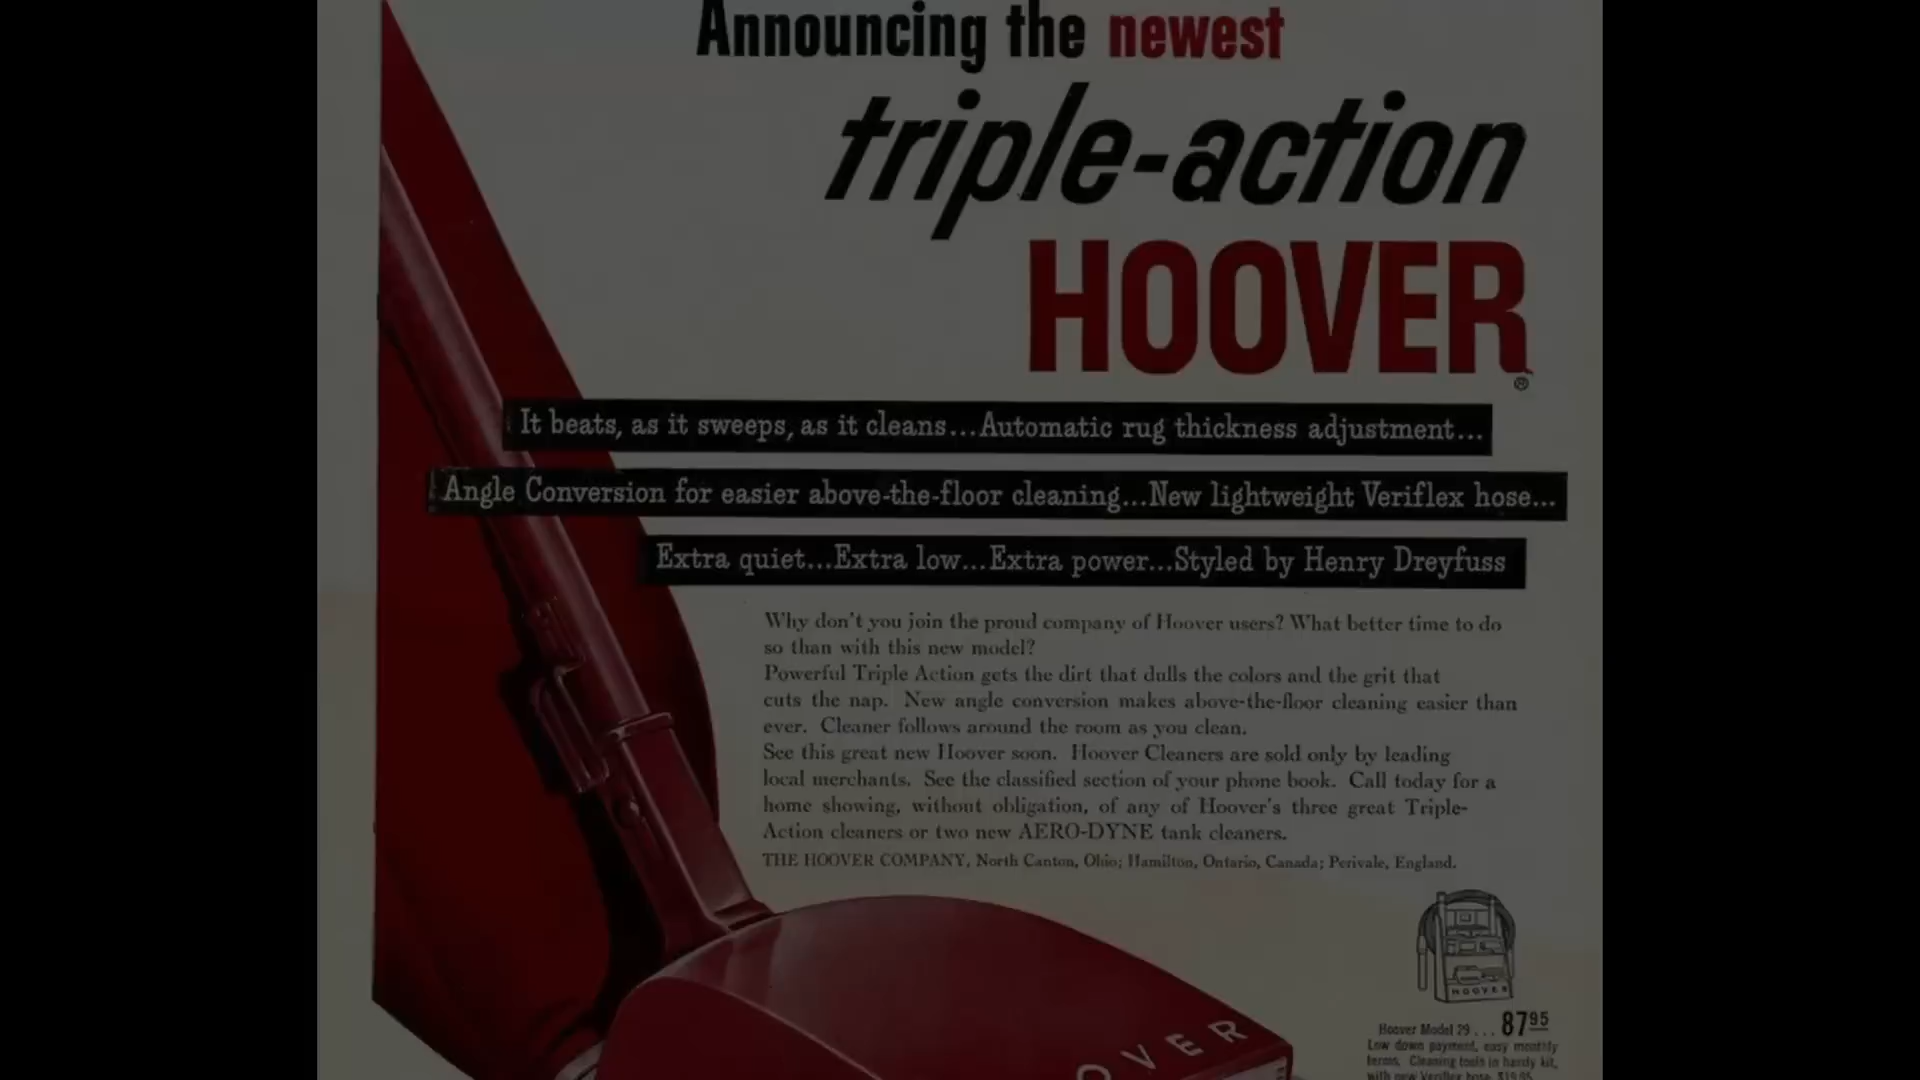 Announcing the newest
triple-action
HOOVER®
It beats, as it sweeps, as it cleans...Automatic rug thickness adjustment...
Angle Conversion for easier above-the-floor cleaning...New lightweight Veriflex hose...
Extra quiet...Extra low...Extra power...Styled by Henry Dreyfuss
Why don't you join the proud company of Hoover users? What better time to do
so than with this new model?
Powerful Triple Action gets the dirt that dulls the colors and the grit that
cuts the nap. New angle conversion makes above-the-floor cleaning easier than
ever. Cleaner follows around the room as you clean.
See this great new Hoover soon. Hoover Cleaners are sold only by leading
local merchants. See the classified section of your phone book. Call today for a
home showing, without obligation, of any of Hoover's three great Triple-
Action cleaners or two new AERO-DYNE tank cleaners.
THE HOOVER COMPANY, North Canton, Ohio; Hamilton, Ontario, Canada; Perivale, England.
HOOVER
Hoover Model 29... 87⁹⁵
Low down payment, easy monthly
terms. Cleaning tools in handy kit,
with new Veriflex hose, $19.95
OVER